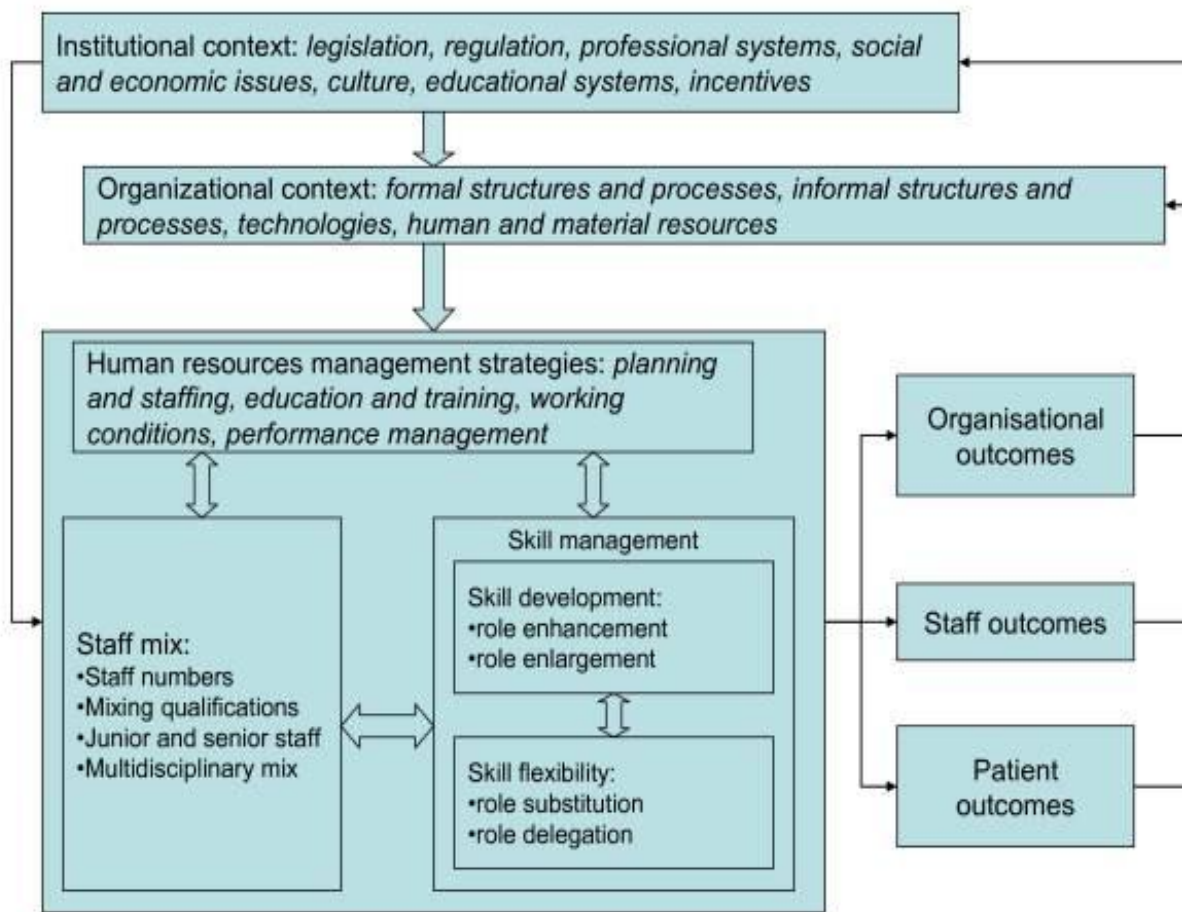 Institutional context: legislation, regulation, professional systems, social
and economic issues, culture, educational systems, incentives
Organizational context: formal structures and processes, informal structures and
processes, technologies, human and material resources
Human resources management strategies: planning
and staffing, education and training, working
conditions, performance management
Staff mix:
•Staff numbers
•Mixing qualifications
•Junior and senior staff
•Multidisciplinary mix
Skill management
Skill development:
•role enhancement
•role enlargement
Skill flexibility:
•role substitution
•role delegation
Organisational
outcomes
Staff outcomes
Patient
outcomes